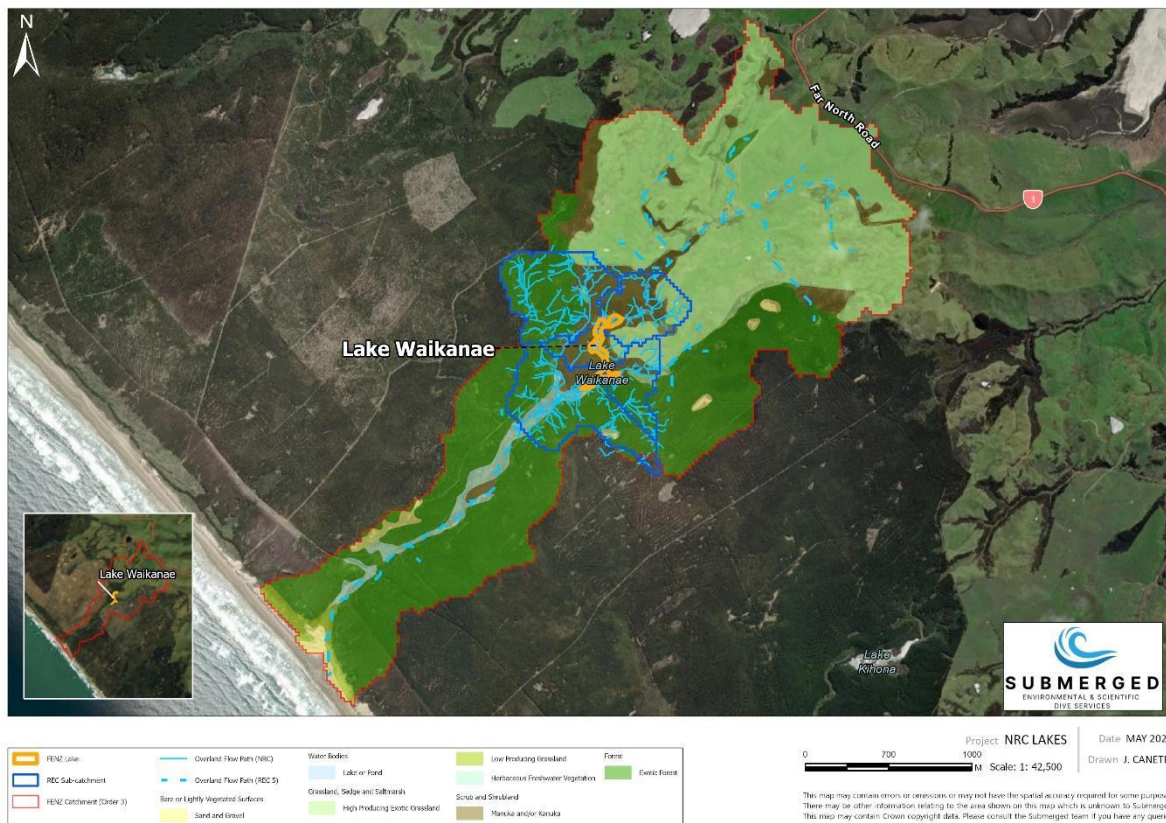 N
Far North Road
1
Lake Waikanae
Lake
Waikanae
Lake Waikanae
Lake
Kihona
SUBMERGED
ENVIRONMENTAL & SCIENTIFIC
DIVE SERVICES
FENZ Lake
REC Sub-catchment
FENZ Catchment (Order 3)
Overland Flow Path (NRC)
Overland Flow Path (REC 5)
Bare or Lightly Vegetated Surfaces
Sand and Gravel
Water Bodies
Lake or Pond
Grassland, Sedge and Saltmarsh
High Producing Exotic Grassland
Low Producing Grassland
Herbaceous Freshwater Vegetation
Scrub and Shrubland
Manuka and/or Kanuka
Forest
Exotic Forest
0 700 1000
M Scale: 1: 42,500
Project NRC LAKES
Date MAY 202
Drawn J. CANETE
This map may contain errors or omissions or may not have the spatial accuracy required for some purpose
There may be other information relating to the area shown on this map which is unknown to Submerge
This map may contain Crown copyright data. Please consult the Submerged team if you have any queri